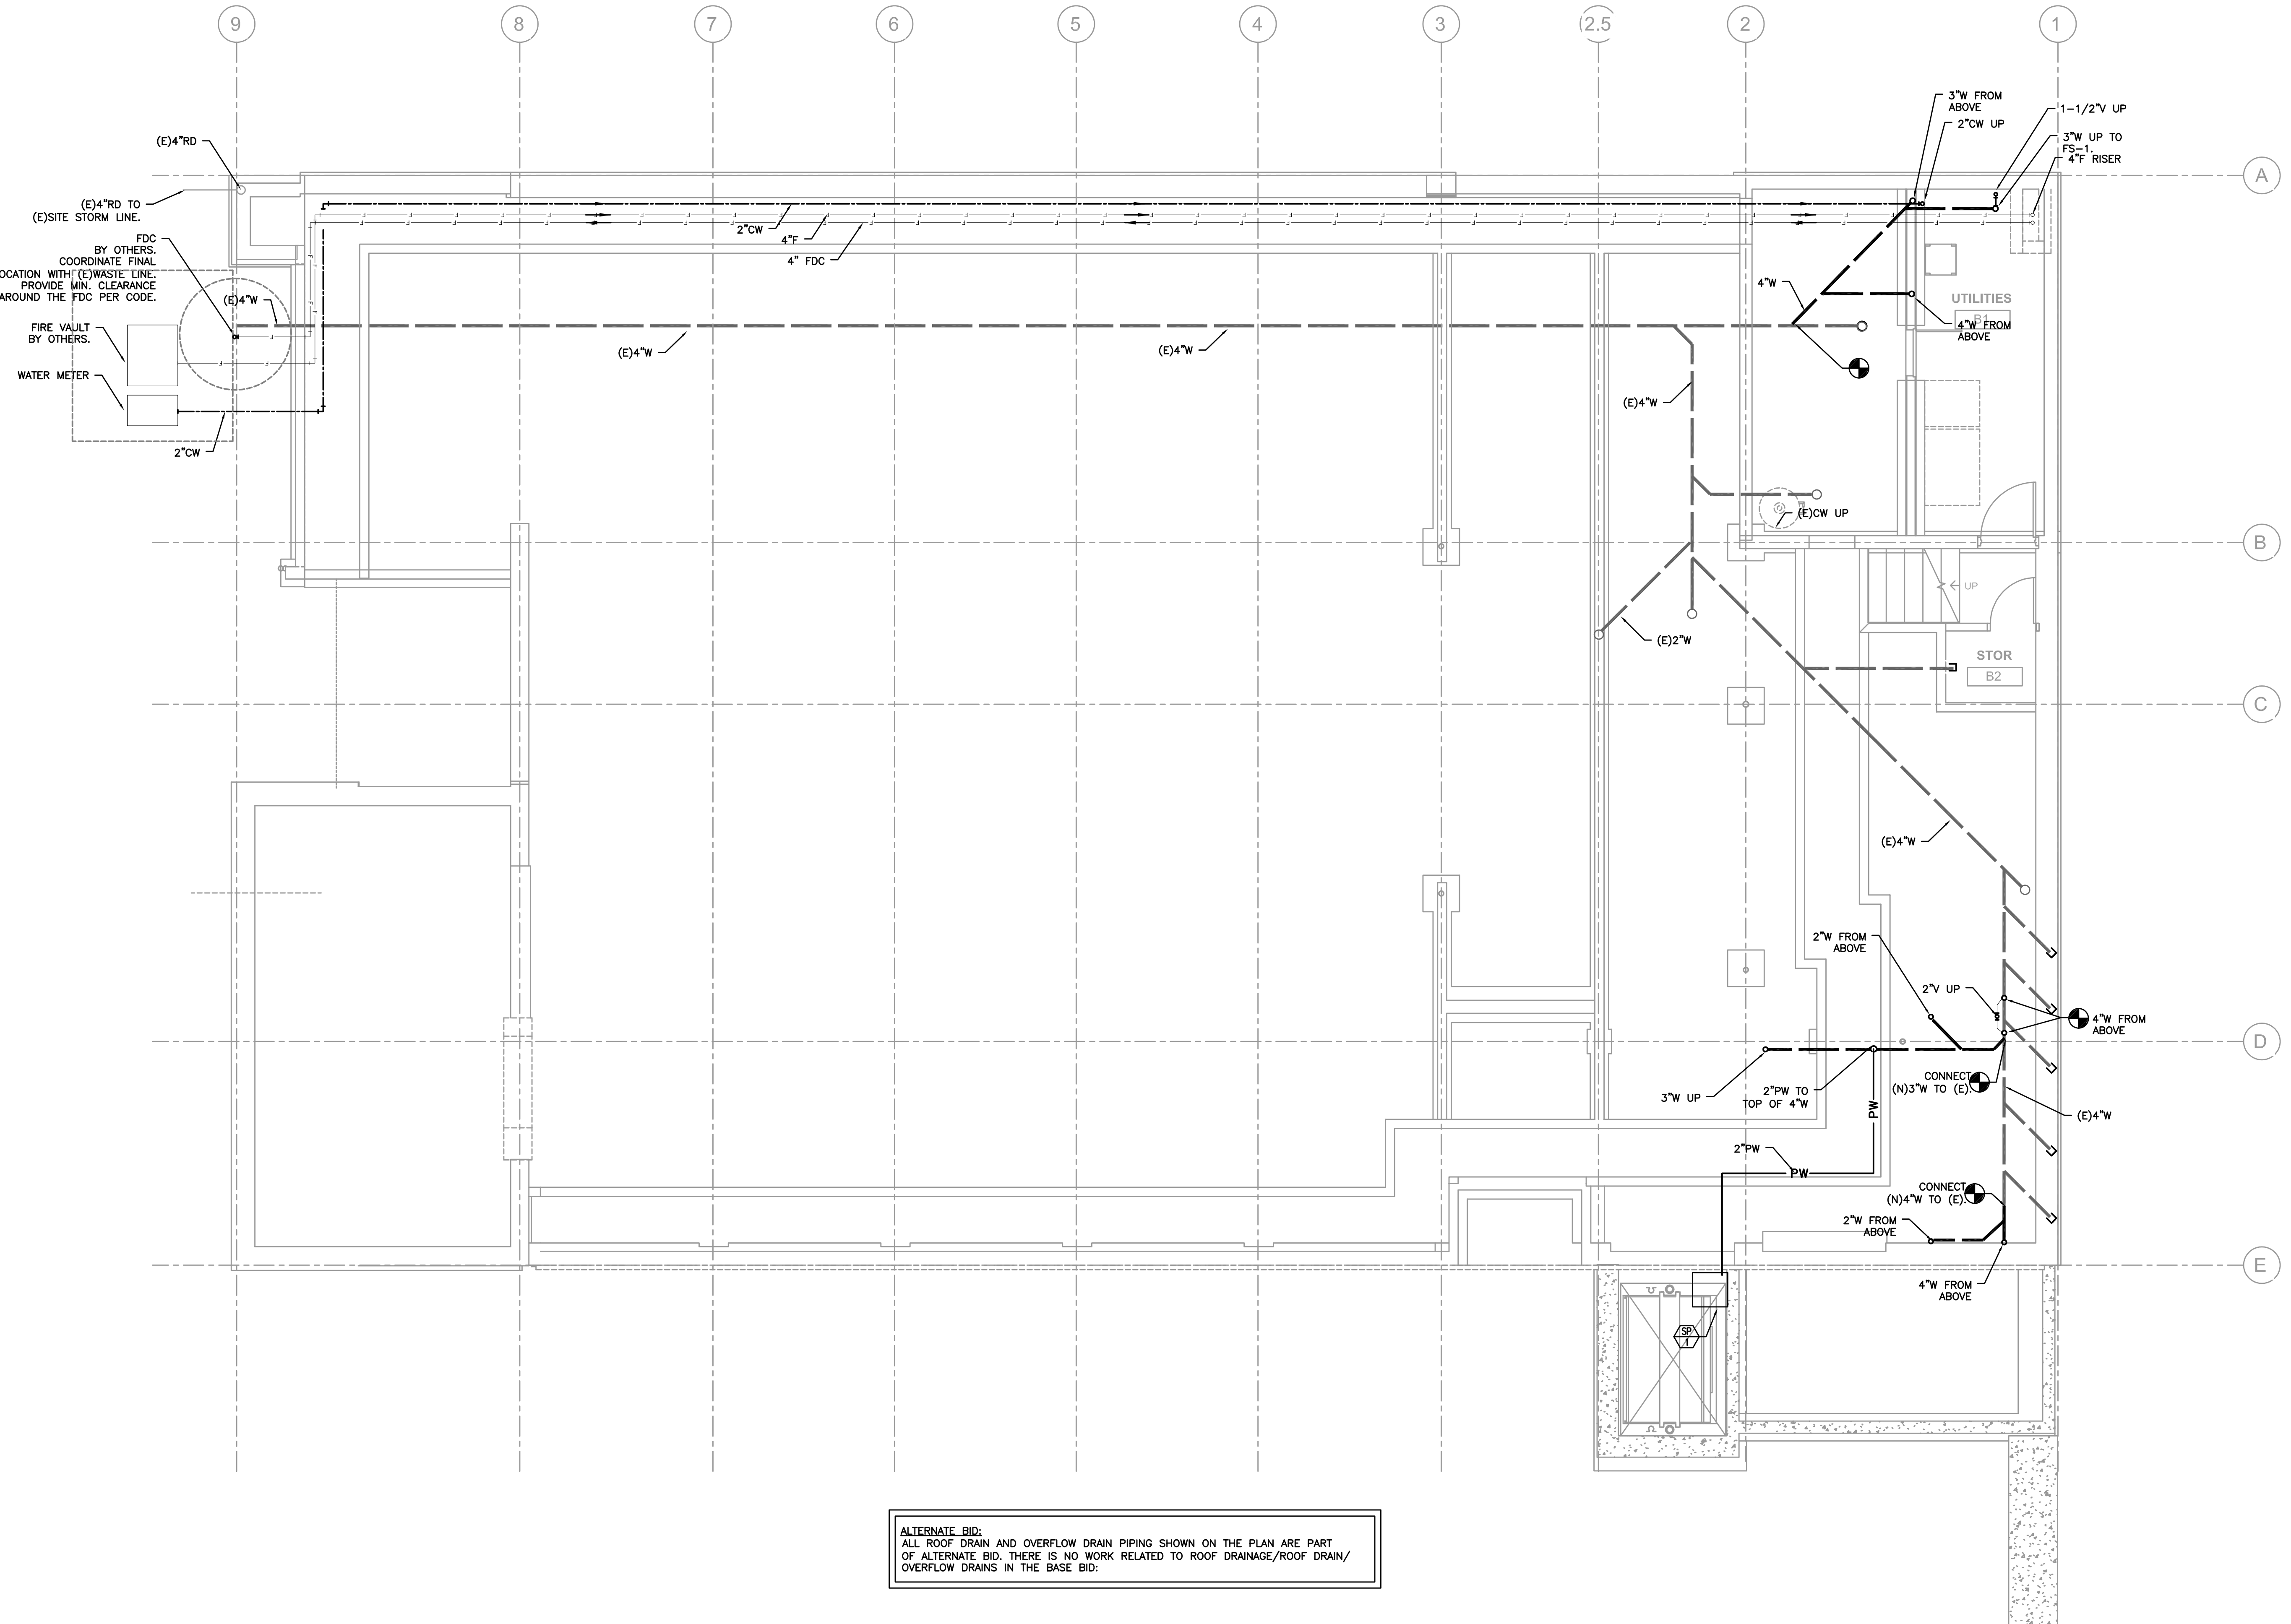 9
8
7
6
5
4
3
2.5
2
1
3"W FROM
ABOVE
2"CW UP
1-1/2"V UP
3"W UP TO
FS-1.
4"F RISER
(E)4"RD
A
(E)4"RD TO
(E)SITE STORM LINE.
2"CW
4"F
4" FDC
FDC
BY OTHERS.
COORDINATE FINAL
OCATION WITH (E)WASTE LINE.
PROVIDE MIN. CLEARANCE
AROUND THE FDC PER CODE.
(E)4"W
4"W
UTILITIES
B1
4"W FROM
ABOVE
FIRE VAULT
BY OTHERS.
(E)4"W
(E)4"W
WATER METER
(E)4"W
2"CW
(E)CW UP
B
UP
(E)2"W
STOR
B2
C
(E)4"W
2"W FROM
ABOVE
2"V UP
4"W FROM
ABOVE
D
CONNECT
(N)3"W TO (E).
3"W UP
2"PW TO
TOP OF 4"W
PW
(E)4"W
2"PW
PW
CONNECT
(N)4"W TO (E).
2"W FROM
ABOVE
E
4"W FROM
ABOVE
SP
1
ALTERNATE BID:
ALL ROOF DRAIN AND OVERFLOW DRAIN PIPING SHOWN ON THE PLAN ARE PART
OF ALTERNATE BID. THERE IS NO WORK RELATED TO ROOF DRAINAGE/ROOF DRAIN/
OVERFLOW DRAINS IN THE BASE BID: